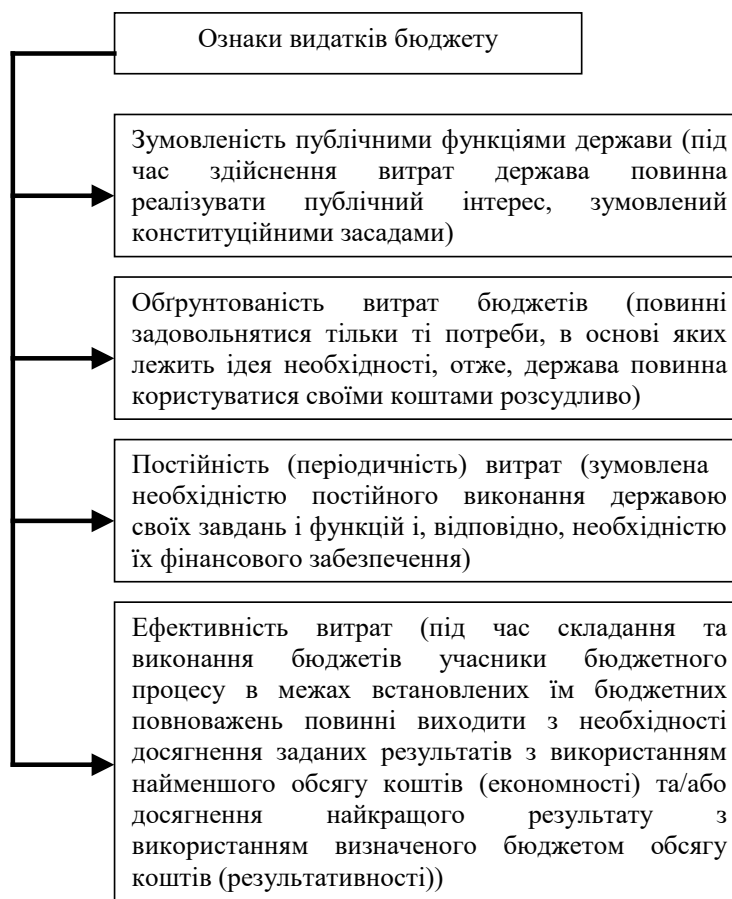 Ознаки видатків бюджету
Зумовленість публічними функціями держави (під
час здійснення витрат держава повинна
реалізувати публічний інтерес, зумовлений
конституційними засадами)
Обґрунтованість витрат бюджетів (повинні
задовольнятися тільки ті потреби, в основі яких
лежить ідея необхідності, отже, держава повинна
користуватися своїми коштами розсудливо)
Постійність (періодичність) витрат (зумовлена
необхідністю постійного виконання державою
своїх завдань і функцій і, відповідно, необхідністю
їх фінансового забезпечення)
Ефективність витрат (під час складання та
виконання бюджетів учасники бюджетного
процесу в межах встановлених їм бюджетних
повноважень повинні виходити з необхідності
досягнення заданих результатів з використанням
найменшого обсягу коштів (економності) та/або
досягнення найкращого результату з
використанням визначеного бюджетом обсягу
коштів (результативності))